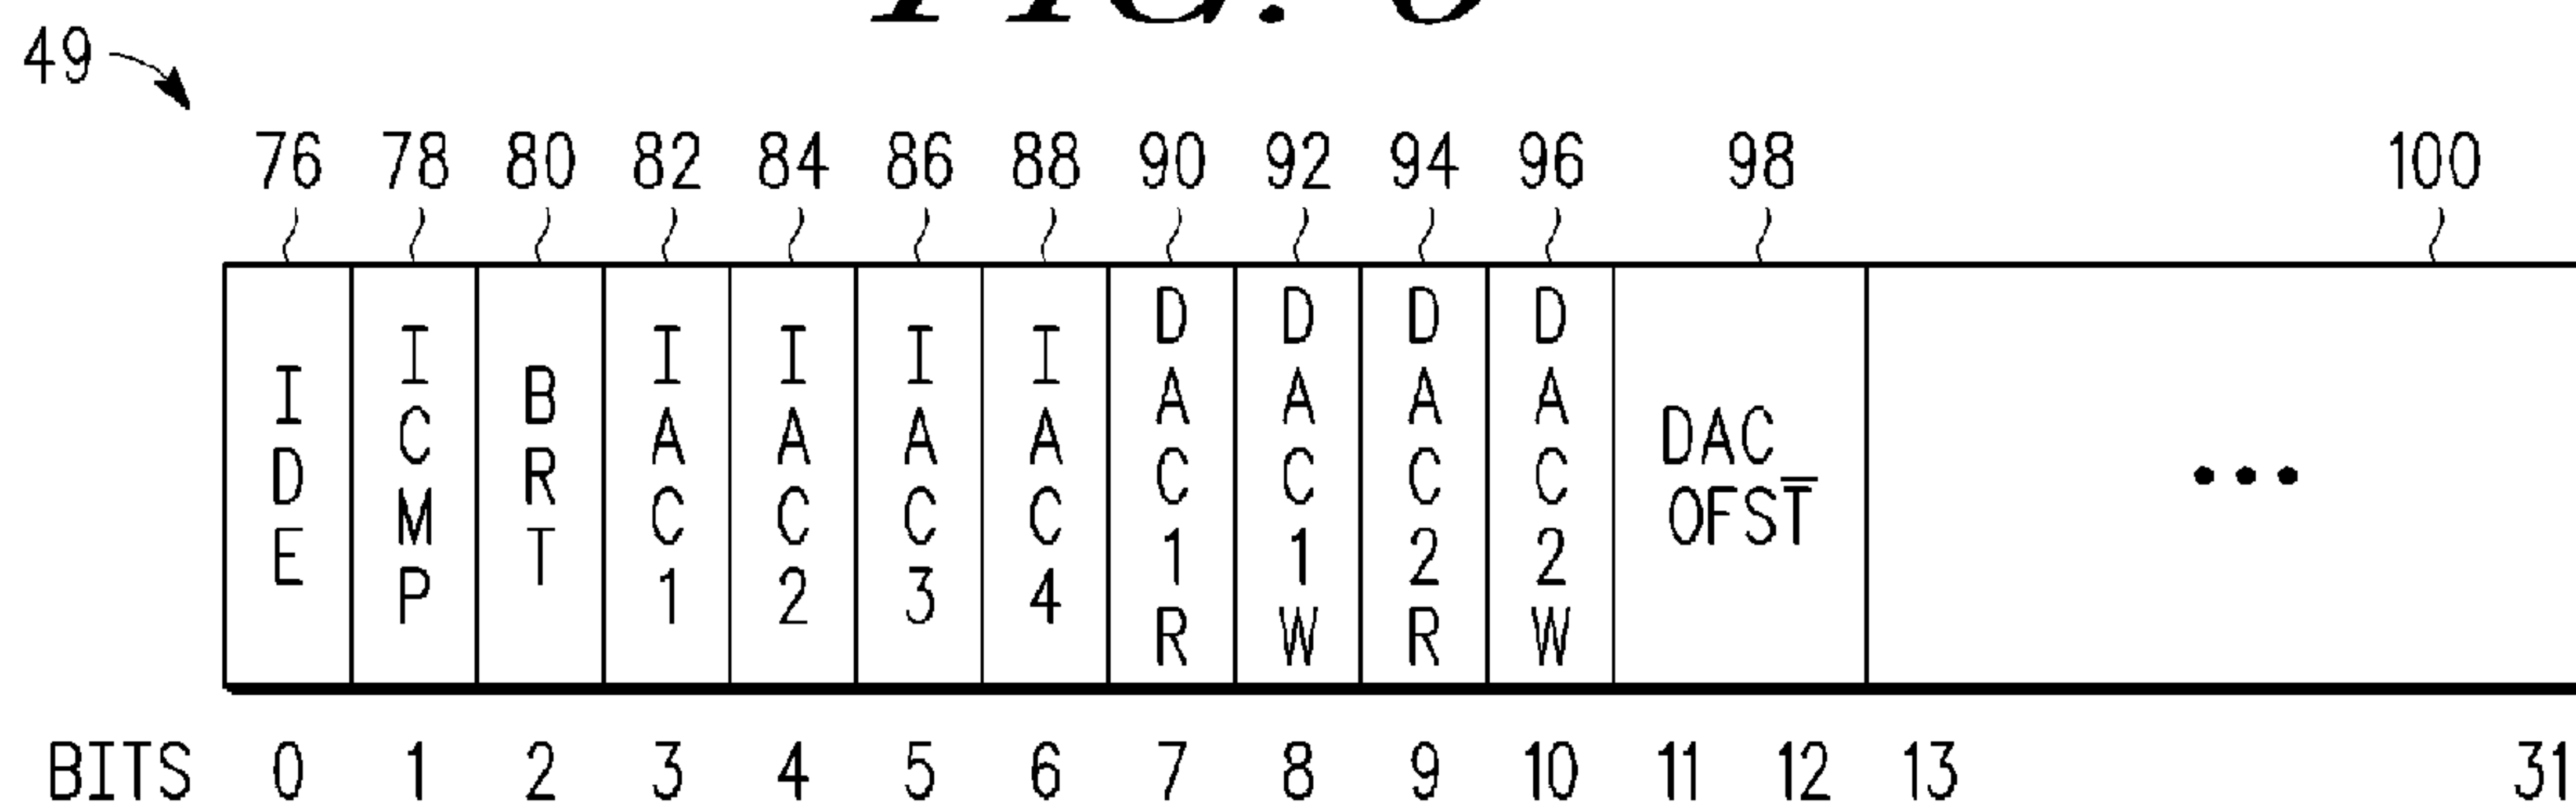 49
76 78 80 82 84 86 88 90 92 94 96 98 100
IDE ICMP BRT IAC1 IAC2 IAC3 IAC4 DAC1R DAC1W DAC2R DAC2W DAC OFST̅ •••
BITS 0 1 2 3 4 5 6 7 8 9 10 11 12 13 31